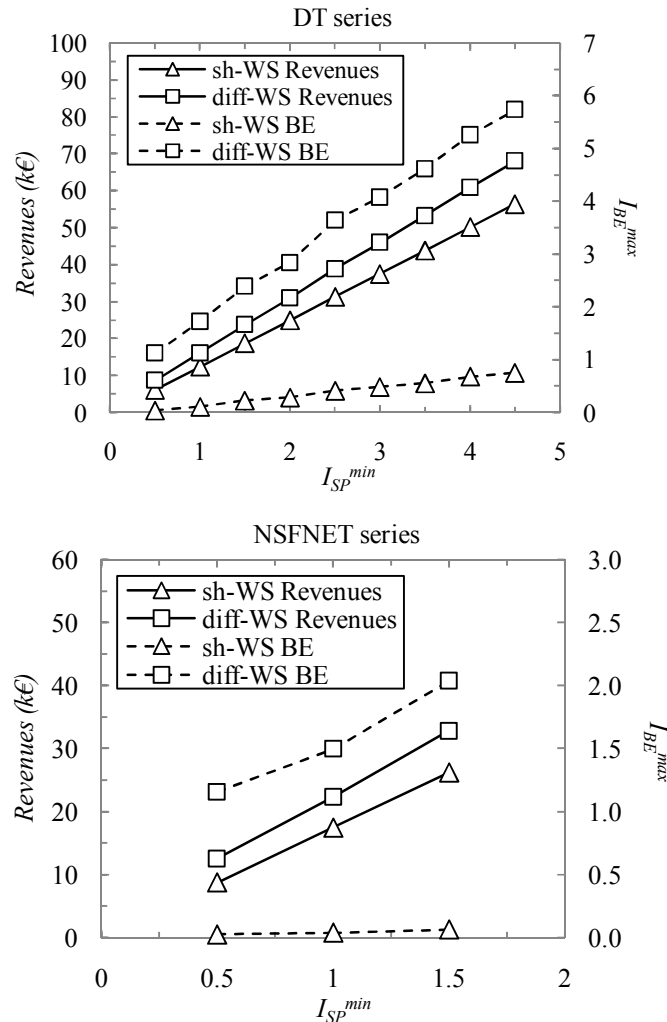 DT series
Revenues (k€)
100
90
80
70
60
50
40
30
20
10
0
sh-WS Revenues
diff-WS Revenues
sh-WS BE
diff-WS BE
7
6
5
4
3
2
1
0
I_BE^max
0 1 2 3 4 5
I_SP^min
NSFNET series
Revenues (k€)
60
50
40
30
20
10
0
sh-WS Revenues
diff-WS Revenues
sh-WS BE
diff-WS BE
3.0
2.5
2.0
1.5
1.0
0.5
0.0
I_BE^max
0 0.5 1 1.5 2
I_SP^min